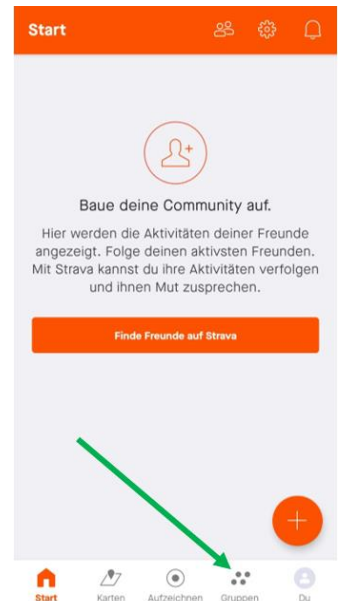 Start
Baue deine Community auf.
Hier werden die Aktivitäten deiner Freunde
angezeigt. Folge deinen aktivsten Freunden.
Mit Strava kannst du ihre Aktivitäten verfolgen
und ihnen Mut zusprechen.
Finde Freunde auf Strava
Start Karten Aufzeichnen Gruppen Du